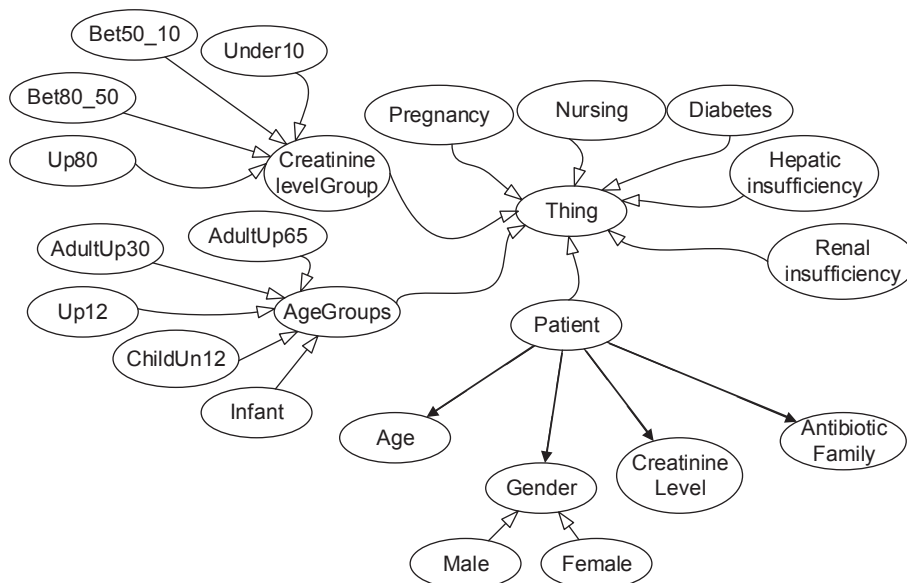 Bet50_10
Under10
Bet80_50
Up80
Creatinine
levelGroup
Pregnancy
Nursing
Diabetes
Hepatic
insufficiency
Thing
Renal
insufficiency
AdultUp65
AdultUp30
Up12
AgeGroups
ChildUn12
Infant
Patient
Age
Gender
Creatinine
Level
Antibiotic
Family
Male
Female